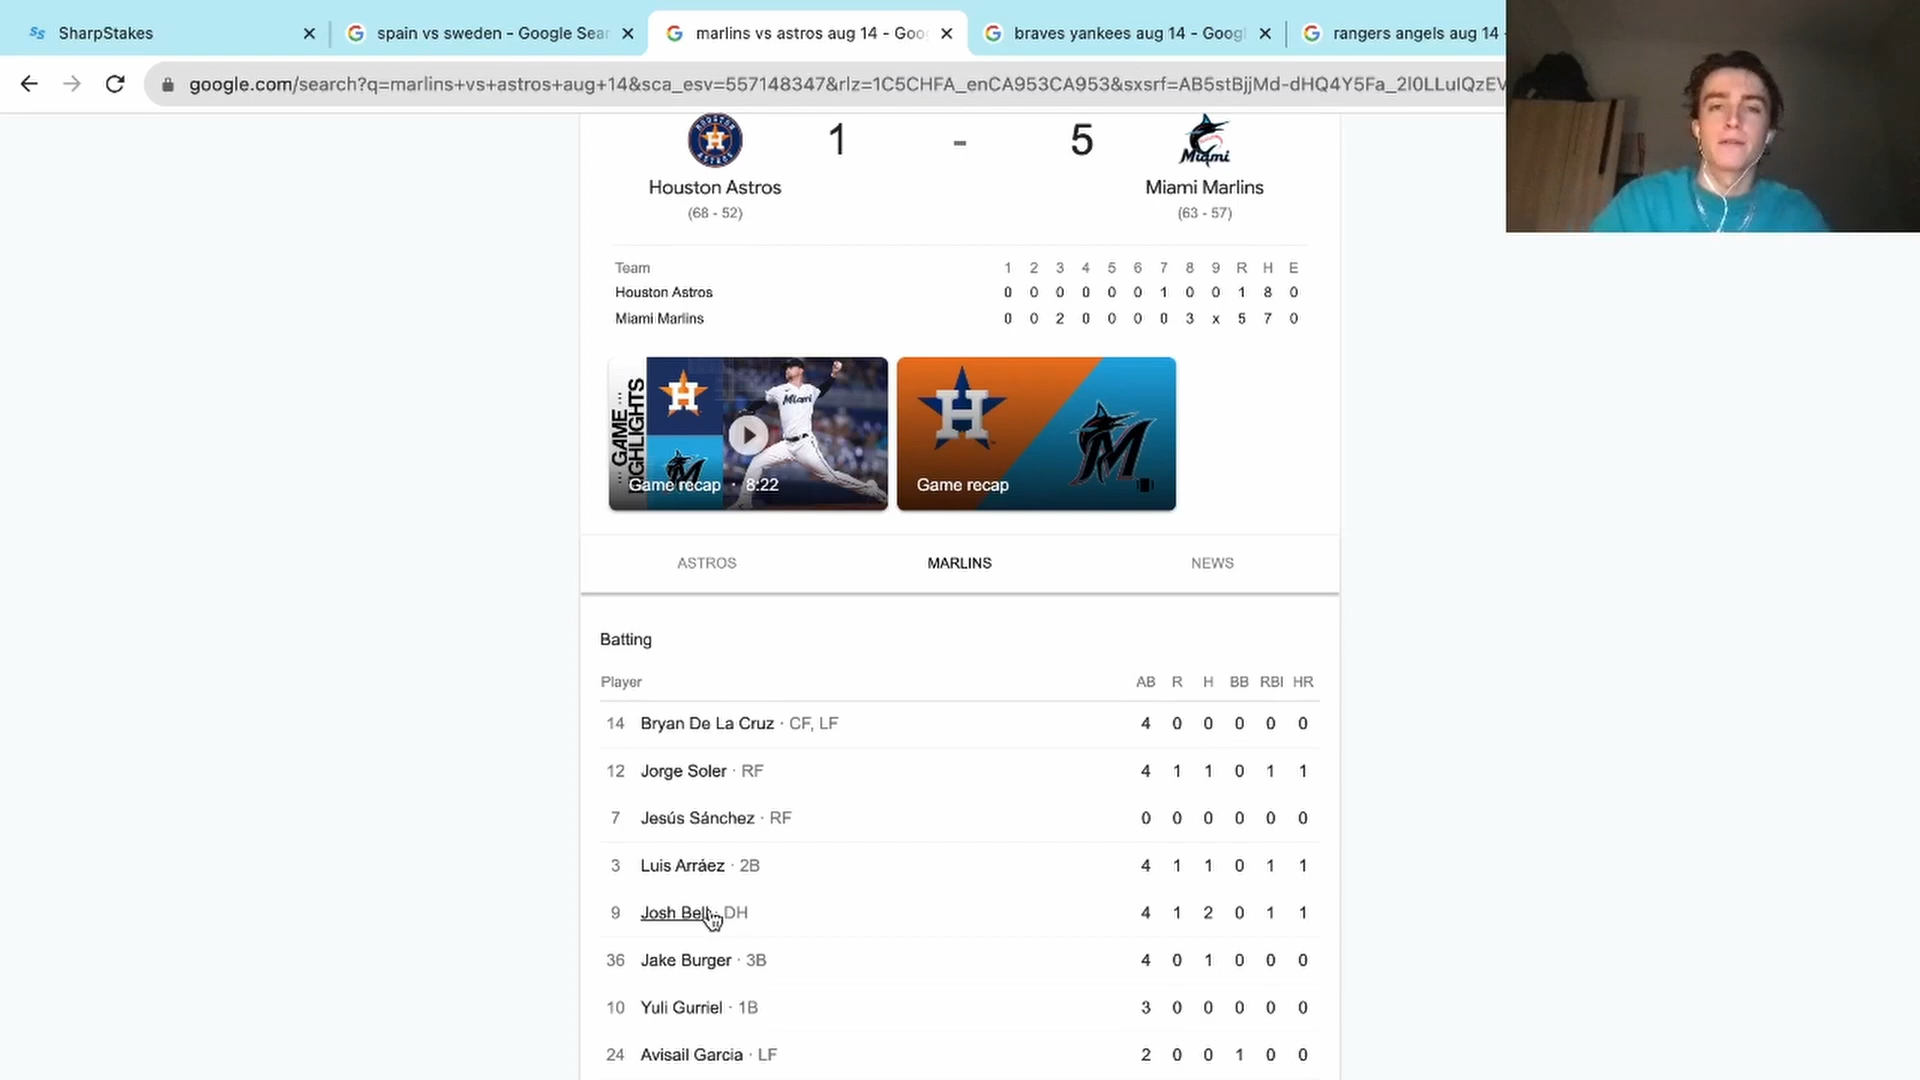 SS SharpStakes
spain vs sweden - Google Sear
marlins vs astros aug 14 - Goo
braves yankees aug 14 - Googl
rangers angels aug 14 -
google.com/search?q=marlins+vs+astros+aug+14&sca_esv=557148347&rlz=1C5CHFA_enCA953CA953&sxsrf=AB5stBjjMd-dHQ4Y5Fa_2l0LLuIQzEV
1 - 5
Houston Astros Miami Marlins
(68 - 52) (63 - 57)
Team 1 2 3 4 5 6 7 8 9 R H E
Houston Astros 0 0 0 0 0 0 1 0 0 1 8 0
Miami Marlins 0 0 2 0 0 0 0 3 x 5 7 0
GAME
HIGHLIGHTS
Miami
Game recap · 8:22
Game recap
ASTROS MARLINS NEWS
Batting
Player AB R H BB RBI HR
14 Bryan De La Cruz · CF, LF 4 0 0 0 0 0
12 Jorge Soler · RF 4 1 1 0 1 1
7 Jesús Sánchez · RF 0 0 0 0 0 0
3 Luis Arráez · 2B 4 1 1 0 1 1
9 Josh Bell · DH 4 1 2 0 1 1
36 Jake Burger · 3B 4 0 1 0 0 0
10 Yuli Gurriel · 1B 3 0 0 0 0 0
24 Avisail Garcia · LF 2 0 0 1 0 0